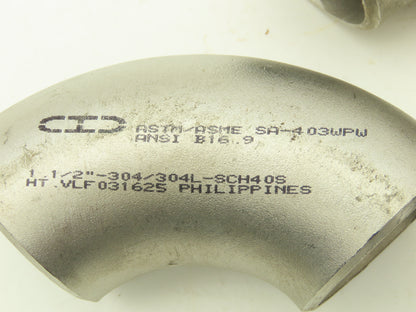 ASTM/ASME SA-403WPW
ANSI B16.9
1.1/2"-304/304L-SCH40S
HT.VLF031625 PHILIPPINES